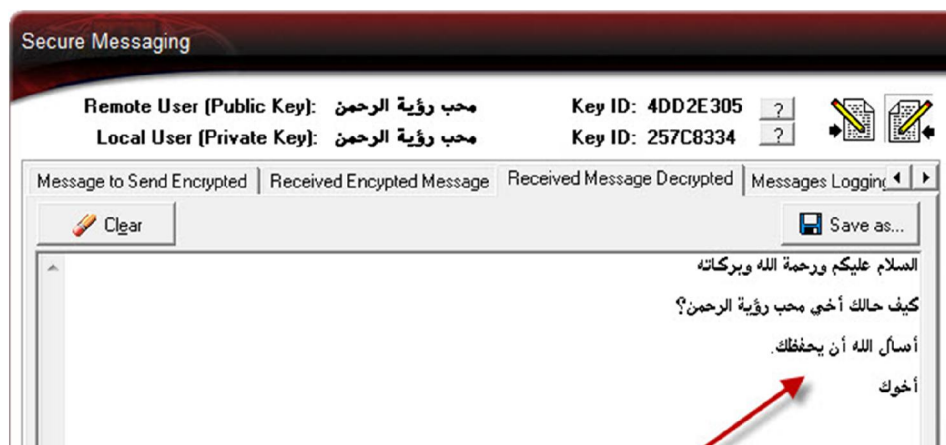 Secure Messaging
Remote User (Public Key): محب رؤية الرحمن Key ID: 4DD2E305 ?
Local User (Private Key): محب رؤية الرحمن Key ID: 257C8334 ?
Message to Send Encrypted Received Encypted Message Received Message Decrypted Messages Logging
Clear Save as...
السلام عليكم ورحمة الله وبركاته
كيف حالك أخي محب رؤية الرحمن؟
أسأل الله أن يحفظك.
أخوك